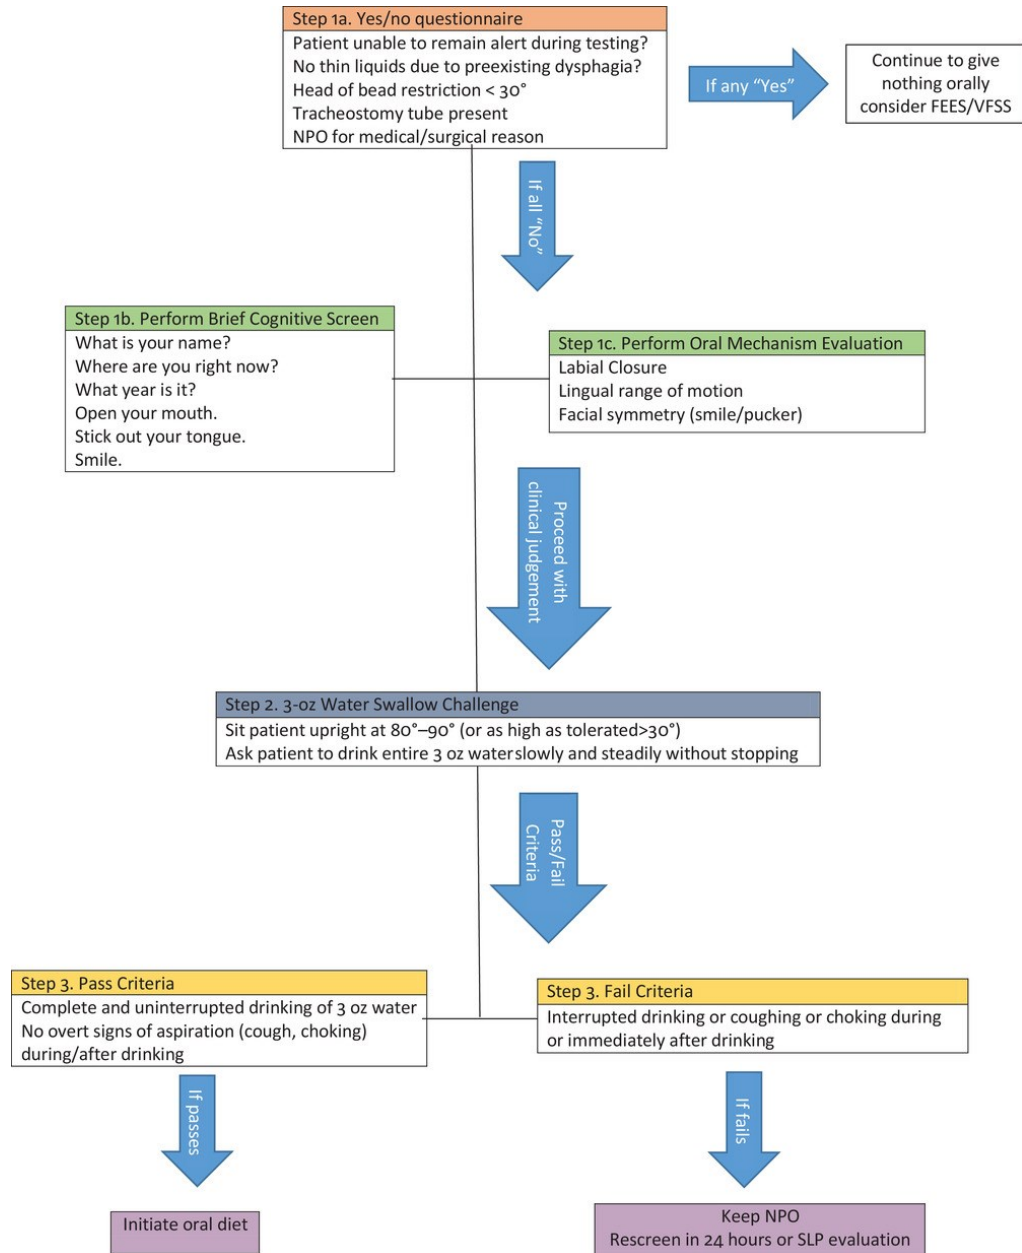 Step 1a. Yes/no questionnaire
Patient unable to remain alert during testing?
No thin liquids due to preexisting dysphagia?
Head of bead restriction < 30°
Tracheostomy tube present
NPO for medical/surgical reason
If any “Yes”
Continue to give
nothing orally
consider FEES/VFSS
If all “No”
Step 1b. Perform Brief Cognitive Screen
What is your name?
Where are you right now?
What year is it?
Open your mouth.
Stick out your tongue.
Smile.
Step 1c. Perform Oral Mechanism Evaluation
Labial Closure
Lingual range of motion
Facial symmetry (smile/pucker)
Proceed with
clinical judgement
Step 2. 3-oz Water Swallow Challenge
Sit patient upright at 80°–90° (or as high as tolerated>30°)
Ask patient to drink entire 3 oz waterslowly and steadily without stopping
Pass/Fail
Criteria
Step 3. Pass Criteria
Complete and uninterrupted drinking of 3 oz water
No overt signs of aspiration (cough, choking)
during/after drinking
Step 3. Fail Criteria
Interrupted drinking or coughing or choking during
or immediately after drinking
If passes
If fails
Initiate oral diet
Keep NPO
Rescreen in 24 hours or SLP evaluation